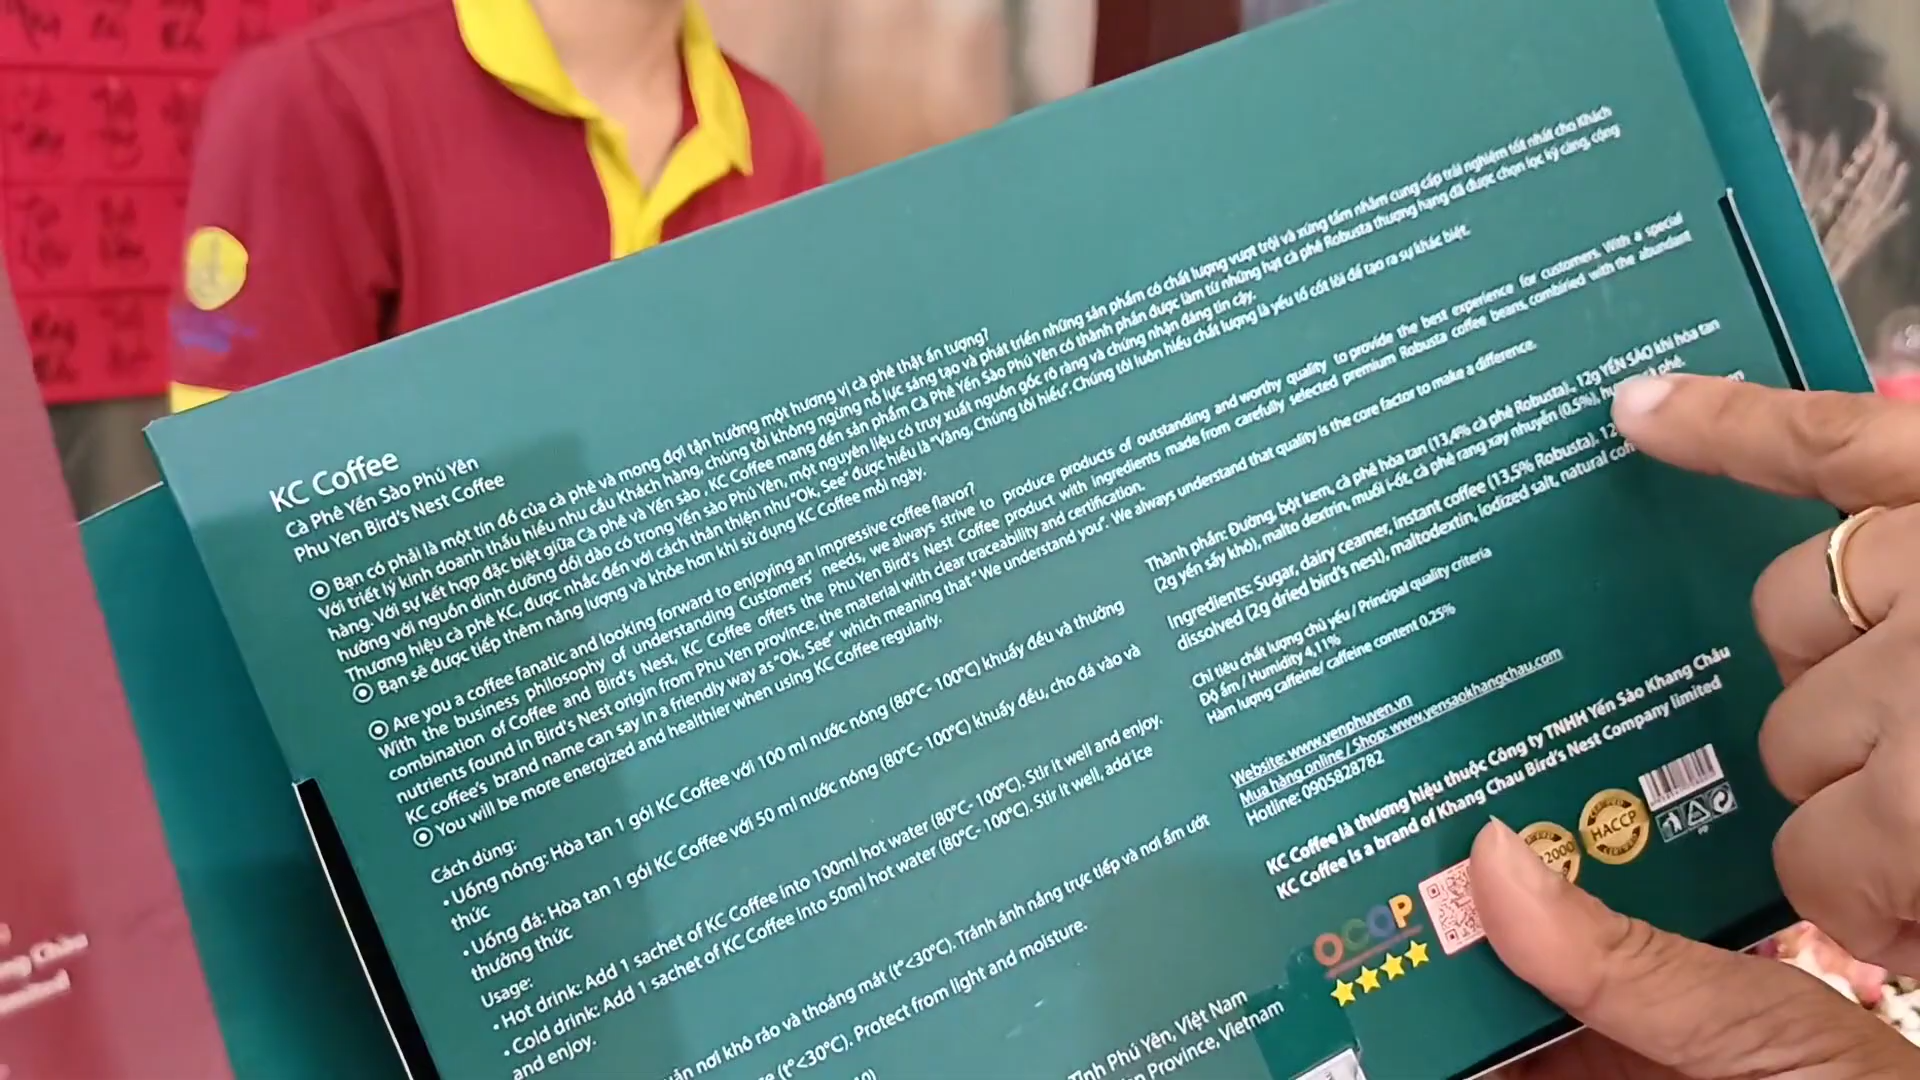 KC Coffee
Cà Phê Yến Sào Phú Yên
Phu Yen Bird's Nest Coffee
Bạn có phải là một tín đồ của cà phê và mong đợi tận hưởng một hương vị cà phê thật ấn tượng?
Với triết lý kinh doanh thấu hiểu nhu cầu Khách hàng, chúng tôi không ngừng nỗ lực sáng tạo và phát triển những sản phẩm có chất lượng vượt trội và xứng tầm nhằm cung cấp trải nghiệm tốt nhất cho Khách
hàng. Với sự kết hợp đặc biệt giữa Cà phê và Yến sào, KC Coffee mang đến sản phẩm Cà Phê Yến Sào Phú Yên có thành phần được làm từ những hạt cà phê Robusta thượng hạng đã được chọn lọc kỹ càng, cộng
hưởng với nguồn dinh dưỡng dồi dào có trong Yến sào Phú Yên, một nguyên liệu có truy xuất nguồn gốc rõ ràng và chứng nhận đáng tin cậy.
Thương hiệu cà phê KC, được nhắc đến với cách thân thiện như "Ok, See" được hiểu là "Vâng, Chúng tôi hiểu". Chúng tôi luôn hiểu chất lượng là yếu tố cốt lõi để tạo ra sự khác biệt.
Bạn sẽ được tiếp thêm năng lượng và khỏe hơn khi sử dụng KC Coffee mỗi ngày.
Are you a coffee fanatic and looking forward to enjoying an impressive coffee flavor?
With the business philosophy of understanding Customers' needs, we always strive to produce products of outstanding and worthy quality to provide the best experience for customers. With a special
combination of Coffee and Bird's Nest, KC Coffee offers the Phu Yen Bird's Nest Coffee product with ingredients made from carefully selected premium Robusta coffee beans, combined with the abundant
nutrients found in Bird's Nest origin from Phu Yen province, the material with clear traceability and certification.
KC coffee's brand name can say in a friendly way as "Ok, See" which meaning that "We understand you". We always understand that quality is the core factor to make a difference.
You will be more energized and healthier when using KC Coffee regularly.
Cách dùng:
• Uống nóng: Hòa tan 1 gói KC Coffee với 100 ml nước nóng (80°C- 100°C) khuấy đều và thưởng
thức
• Uống đá: Hòa tan 1 gói KC Coffee với 50 ml nước nóng (80°C- 100°C) khuấy đều, cho đá vào và
thưởng thức
Usage:
• Hot drink: Add 1 sachet of KC Coffee into 100ml hot water (80°C- 100°C). Stir it well and enjoy.
• Cold drink: Add 1 sachet of KC Coffee into 50ml hot water (80°C- 100°C). Stir it well, add ice
and enjoy.
nơi khô ráo và thoáng mát (t°<30°C). Tránh ánh nắng trực tiếp và nơi ẩm ướt
(t°<30°C). Protect from light and moisture.
Tỉnh Phú Yên, Việt Nam
Province, Vietnam
Thành phần: Đường, bột kem, cà phê hòa tan (13,4% cà phê Robusta), 12g YẾN SÀO khi hòa tan
(2g yến sấy khô), malto dextrin, muối i-ốt, cà phê rang xay nhuyễn (0,5%), cà phê.
Ingredients: Sugar, dairy ceamer, instant coffee (13,5% Robusta), 12
dissolved (2g dried bird's nest), maltodextrin, iodized salt, natural
Chỉ tiêu chất lượng chủ yếu / Principal quality criteria
Độ ẩm / Humidity 4,11%
Hàm lượng caffeine/ caffeine content 0,25%
Website: www.yenphuyen.vn
Mua hàng online / Shop: www.yensaokhangchau.com
Hotline: 0905828782
KC Coffee là thương hiệu thuộc Công ty TNHH Yến Sào Khang Châu
KC Coffee is a brand of Khang Chau Bird's Nest Company limited
OCOP
2000
HACCP